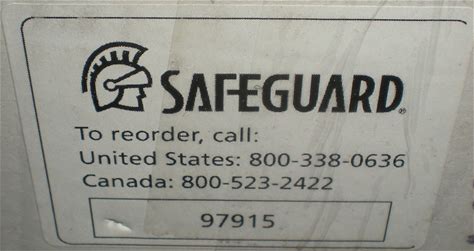 SAFEGUARD®
To reorder, call:
United States: 800-338-0636
Canada: 800-523-2422
97915